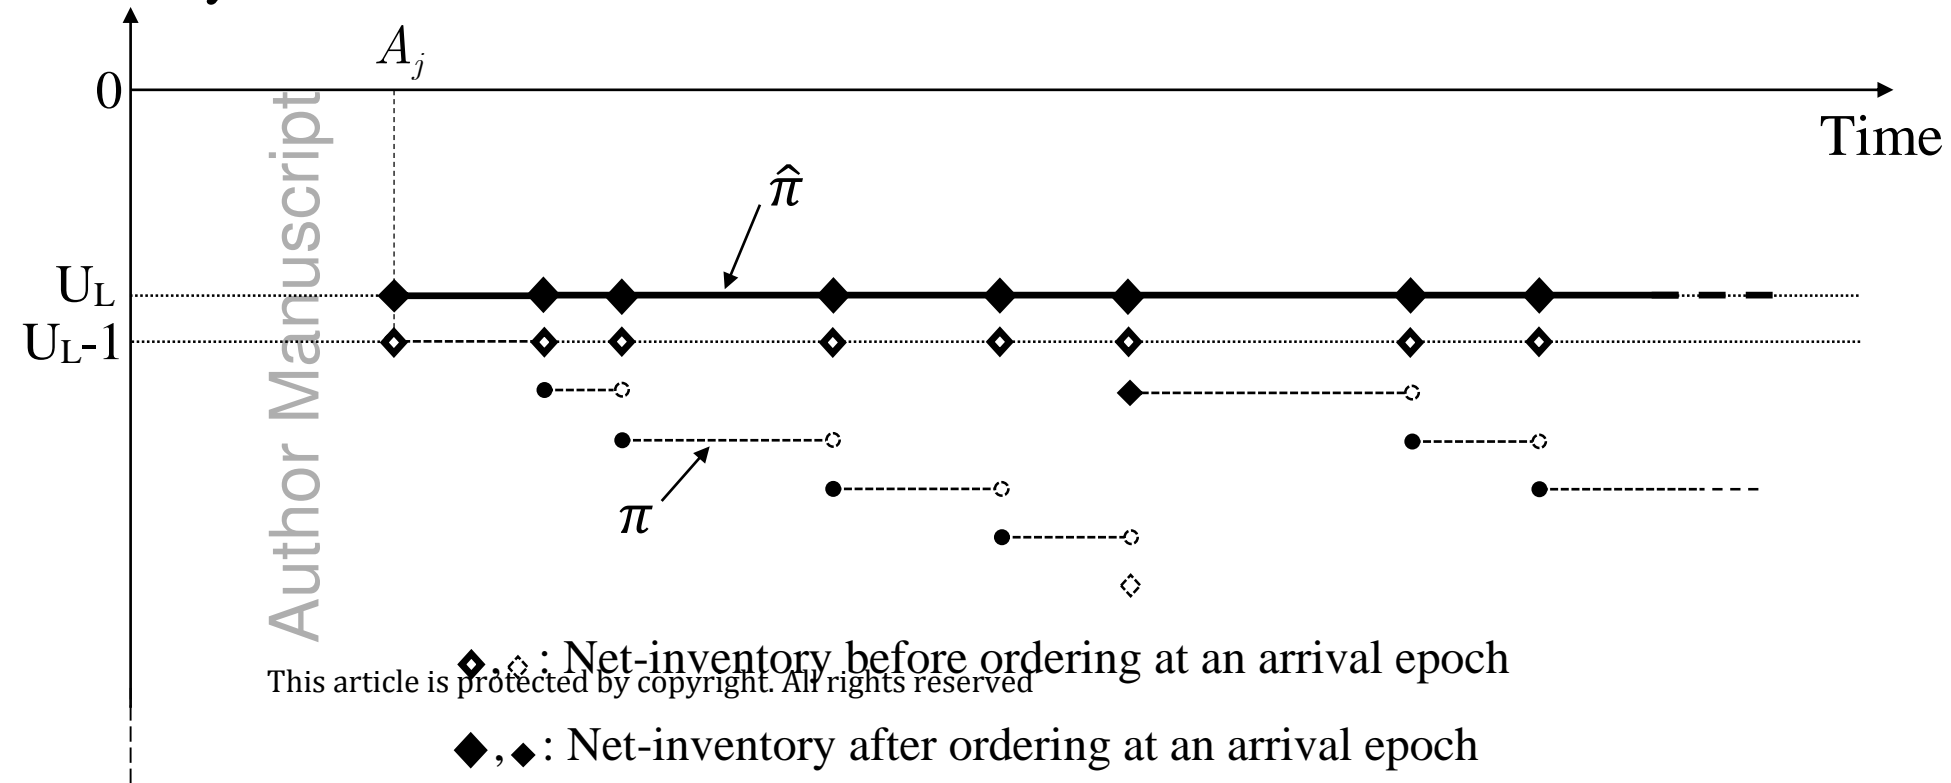 A_j
0
Time
π̂
U_L
U_L-1
π
Author Manuscript
: Net-inventory before ordering at an arrival epoch
This article is protected by copyright. All rights reserved
: Net-inventory after ordering at an arrival epoch